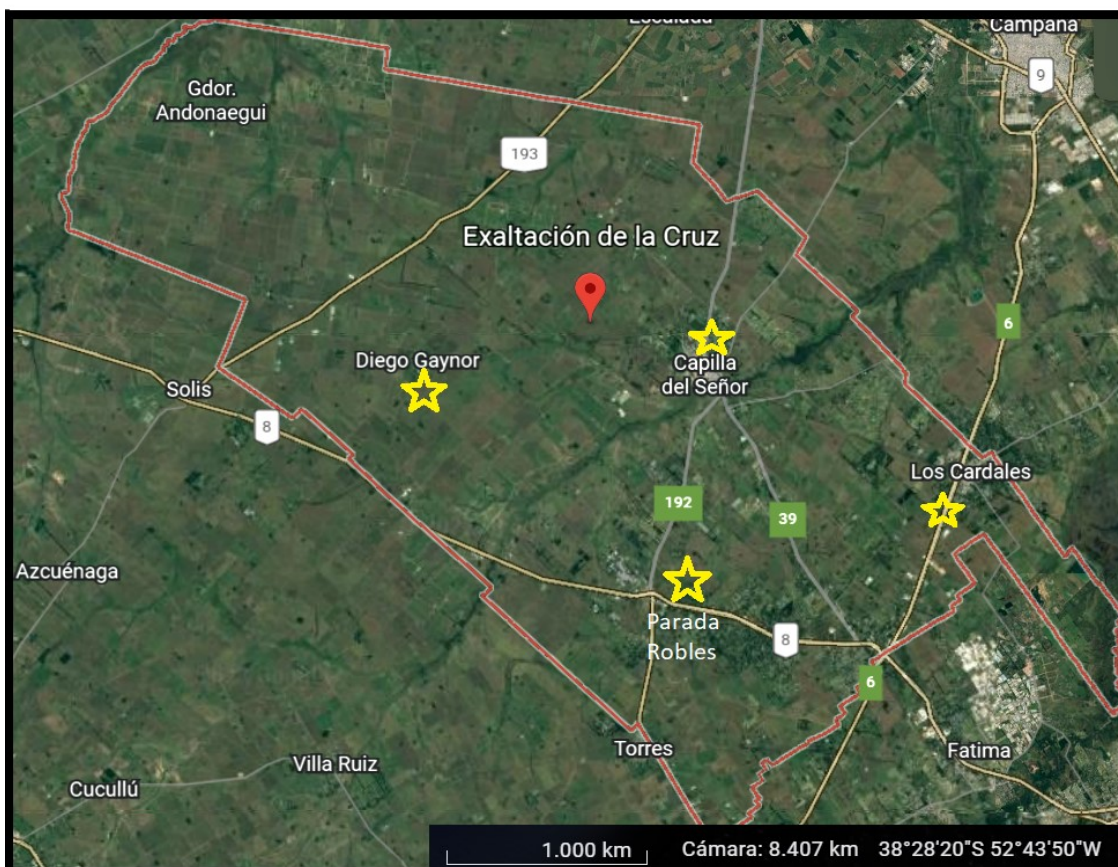 Escalada
Campana
9
Gdor.
Andonaegui
193
Exaltación de la Cruz
6
Diego Gaynor
Capilla
del Señor
Solis
8
Los Cardales
192
39
Azcuénaga
Parada
Robles
8
6
Torres
Fatima
Villa Ruiz
Cucullú
1.000 km
Cámara: 8.407 km 38°28'20"S 52°43'50"W